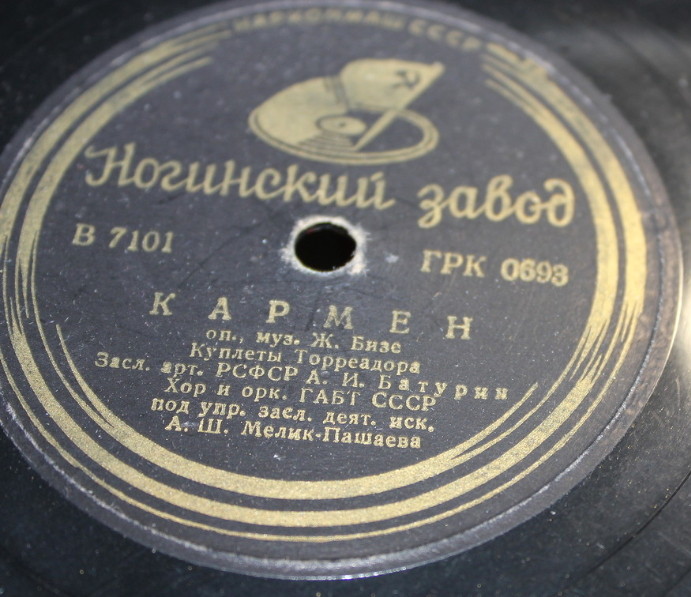 НАРКОПМАШ СССР
Ногинский завод
В 7101 ГРК 0693
КАРМЕН
оп., муз. Ж. Бизе
Куплеты Торреадора
Засл. арт. РСФСР А. И. Батурин
Хор и орк. ГАБТ СССР
под упр. засл. деят. иск.
А. Ш. Мелик-Пашаева